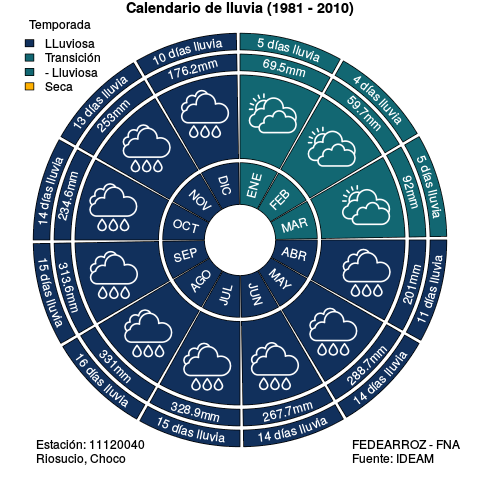 Calendario de lluvia (1981 - 2010)
Temporada
LLuviosa
Transición
- Lluviosa
Seca
5 días lluvia
69.5mm
ENE
4 días lluvia
59.7mm
FEB
5 días lluvia
92mm
MAR
11 días lluvia
201mm
ABR
14 días lluvia
288.7mm
MAY
14 días lluvia
267.7mm
JUN
15 días lluvia
328.9mm
JUL
16 días lluvia
331mm
AGO
15 días lluvia
313.6mm
SEP
14 días lluvia
234.6mm
OCT
13 días lluvia
253mm
NOV
10 días lluvia
176.2mm
DIC
Estación: 11120040
Riosucio, Choco
FEDEARROZ - FNA
Fuente: IDEAM